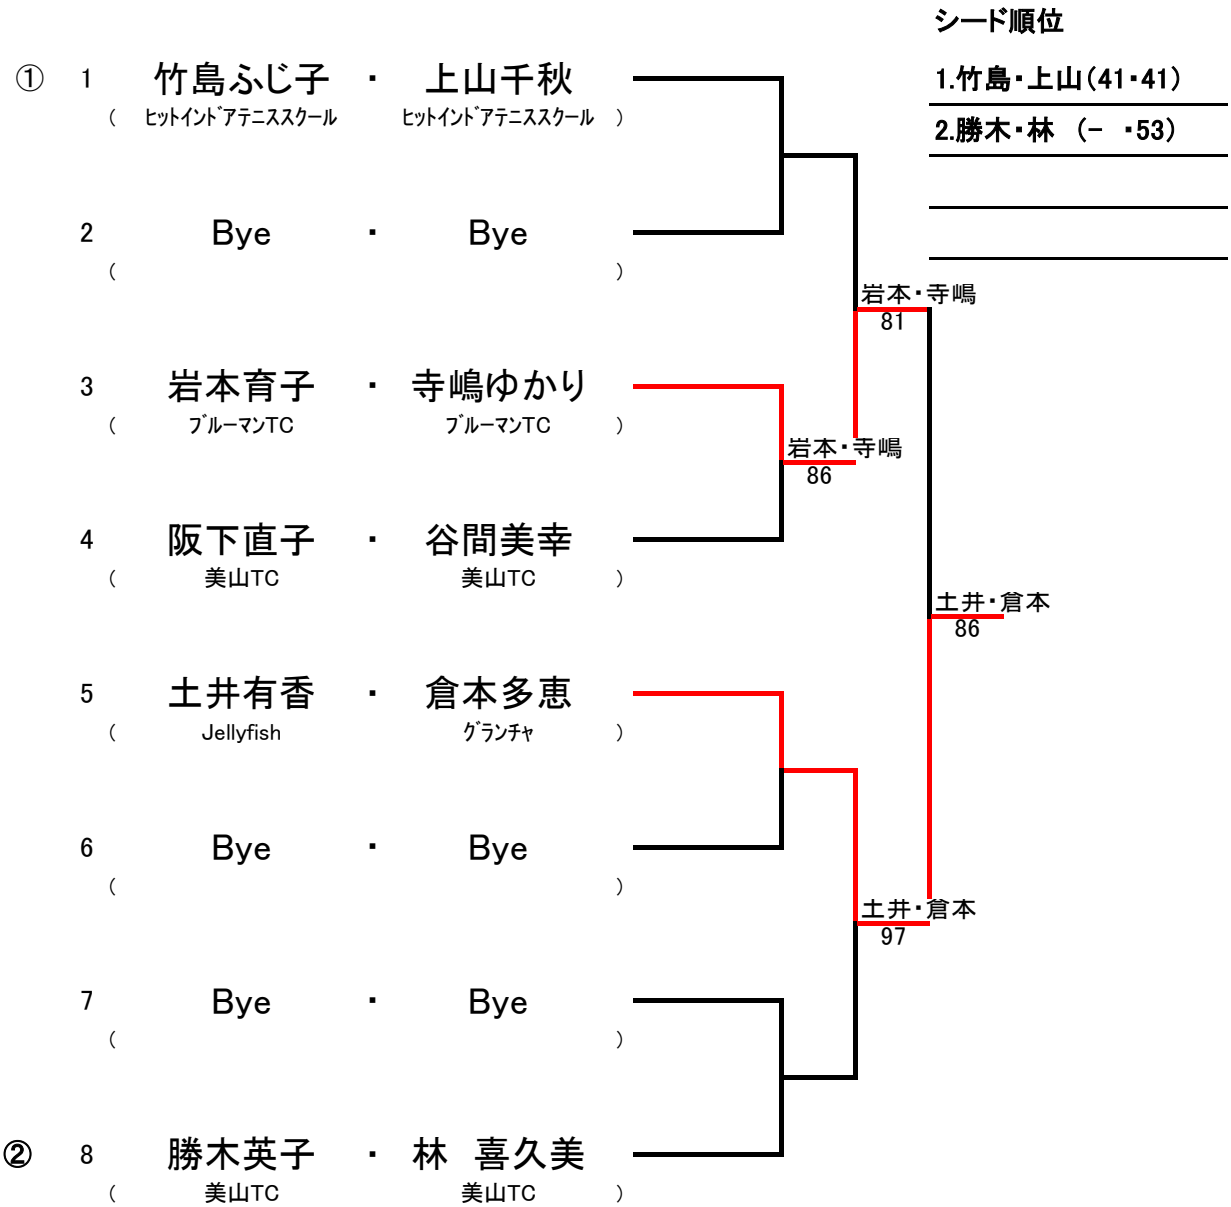 シード順位
① 1 竹島ふじ子 ・ 上山千秋
( ﾋｯﾄｲﾝﾄﾞｱﾃﾆｽｽｸｰﾙ ﾋｯﾄｲﾝﾄﾞｱﾃﾆｽｽｸｰﾙ )
1.竹島・上山(41・41)
2.勝木・林 (- ・53)
2 Bye ・ Bye
( )
岩本・寺嶋
81
3 岩本育子 ・ 寺嶋ゆかり
( ﾌﾞﾙｰﾏﾝTC ﾌﾞﾙｰﾏﾝTC )
岩本・寺嶋
86
4 阪下直子 ・ 谷間美幸
( 美山TC 美山TC )
土井・倉本
86
5 土井有香 ・ 倉本多恵
( Jellyfish ｸﾞﾗﾝﾁｬ )
6 Bye ・ Bye
( )
土井・倉本
97
7 Bye ・ Bye
( )
② 8 勝木英子 ・ 林 喜久美
( 美山TC 美山TC )